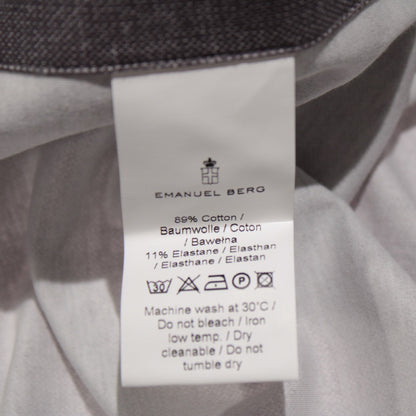 EMANUEL BERG
89% Cotton /
Baumwolle / Coton
/ Bawełna
11% Elastane / Elasthan
/ Elasthane / Elastan
30 P
Machine wash at 30°C /
Do not bleach / Iron
low temp. / Dry
cleanable / Do not
tumble dry